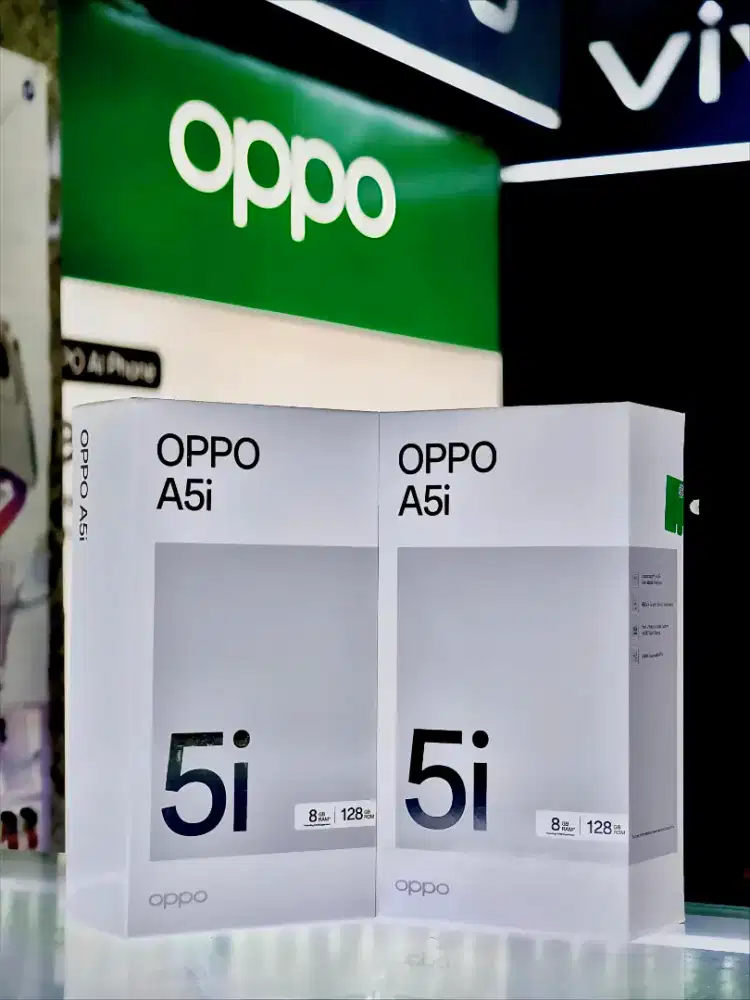 oppo
vi
PO Ai Phone
OPPO A5i
OPPO
A5i
5i
8 GB RAM* 128 GB ROM
oppo
OPPO
A5i
5i
8 GB RAM* 128 GB ROM
oppo